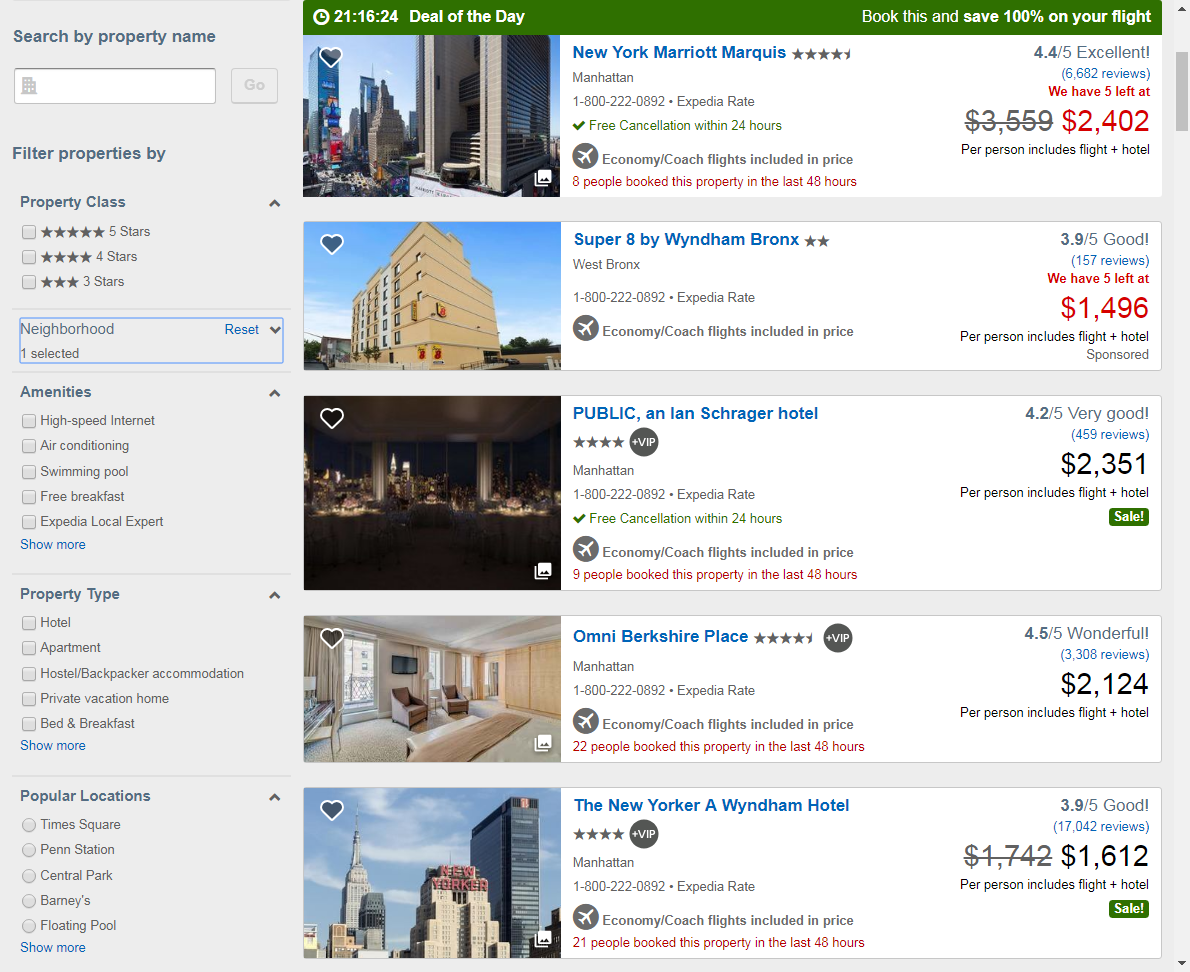 Search by property name
Go
Filter properties by
Property Class
5 Stars
4 Stars
3 Stars
Neighborhood Reset
1 selected
Amenities
High-speed Internet
Air conditioning
Swimming pool
Free breakfast
Expedia Local Expert
Show more
Property Type
Hotel
Apartment
Hostel/Backpacker accommodation
Private vacation home
Bed & Breakfast
Show more
Popular Locations
Times Square
Penn Station
Central Park
Barney's
Floating Pool
Show more
21:16:24 Deal of the Day Book this and save 100% on your flight
New York Marriott Marquis
Manhattan
1-800-222-0892 • Expedia Rate
Free Cancellation within 24 hours
Economy/Coach flights included in price
8 people booked this property in the last 48 hours
4.4/5 Excellent!
(6,682 reviews)
We have 5 left at
$3,559 $2,402
Per person includes flight + hotel
Super 8 by Wyndham Bronx
West Bronx
1-800-222-0892 • Expedia Rate
Economy/Coach flights included in price
3.9/5 Good!
(157 reviews)
We have 5 left at
$1,496
Per person includes flight + hotel
Sponsored
PUBLIC, an Ian Schrager hotel
+VIP
Manhattan
1-800-222-0892 • Expedia Rate
Free Cancellation within 24 hours
Economy/Coach flights included in price
9 people booked this property in the last 48 hours
4.2/5 Very good!
(459 reviews)
$2,351
Per person includes flight + hotel
Sale!
Omni Berkshire Place +VIP
Manhattan
1-800-222-0892 • Expedia Rate
Economy/Coach flights included in price
22 people booked this property in the last 48 hours
4.5/5 Wonderful!
(3,308 reviews)
$2,124
Per person includes flight + hotel
NEW
YORKER
The New Yorker A Wyndham Hotel
+VIP
Manhattan
1-800-222-0892 • Expedia Rate
Economy/Coach flights included in price
21 people booked this property in the last 48 hours
3.9/5 Good!
(17,042 reviews)
$1,742 $1,612
Per person includes flight + hotel
Sale!